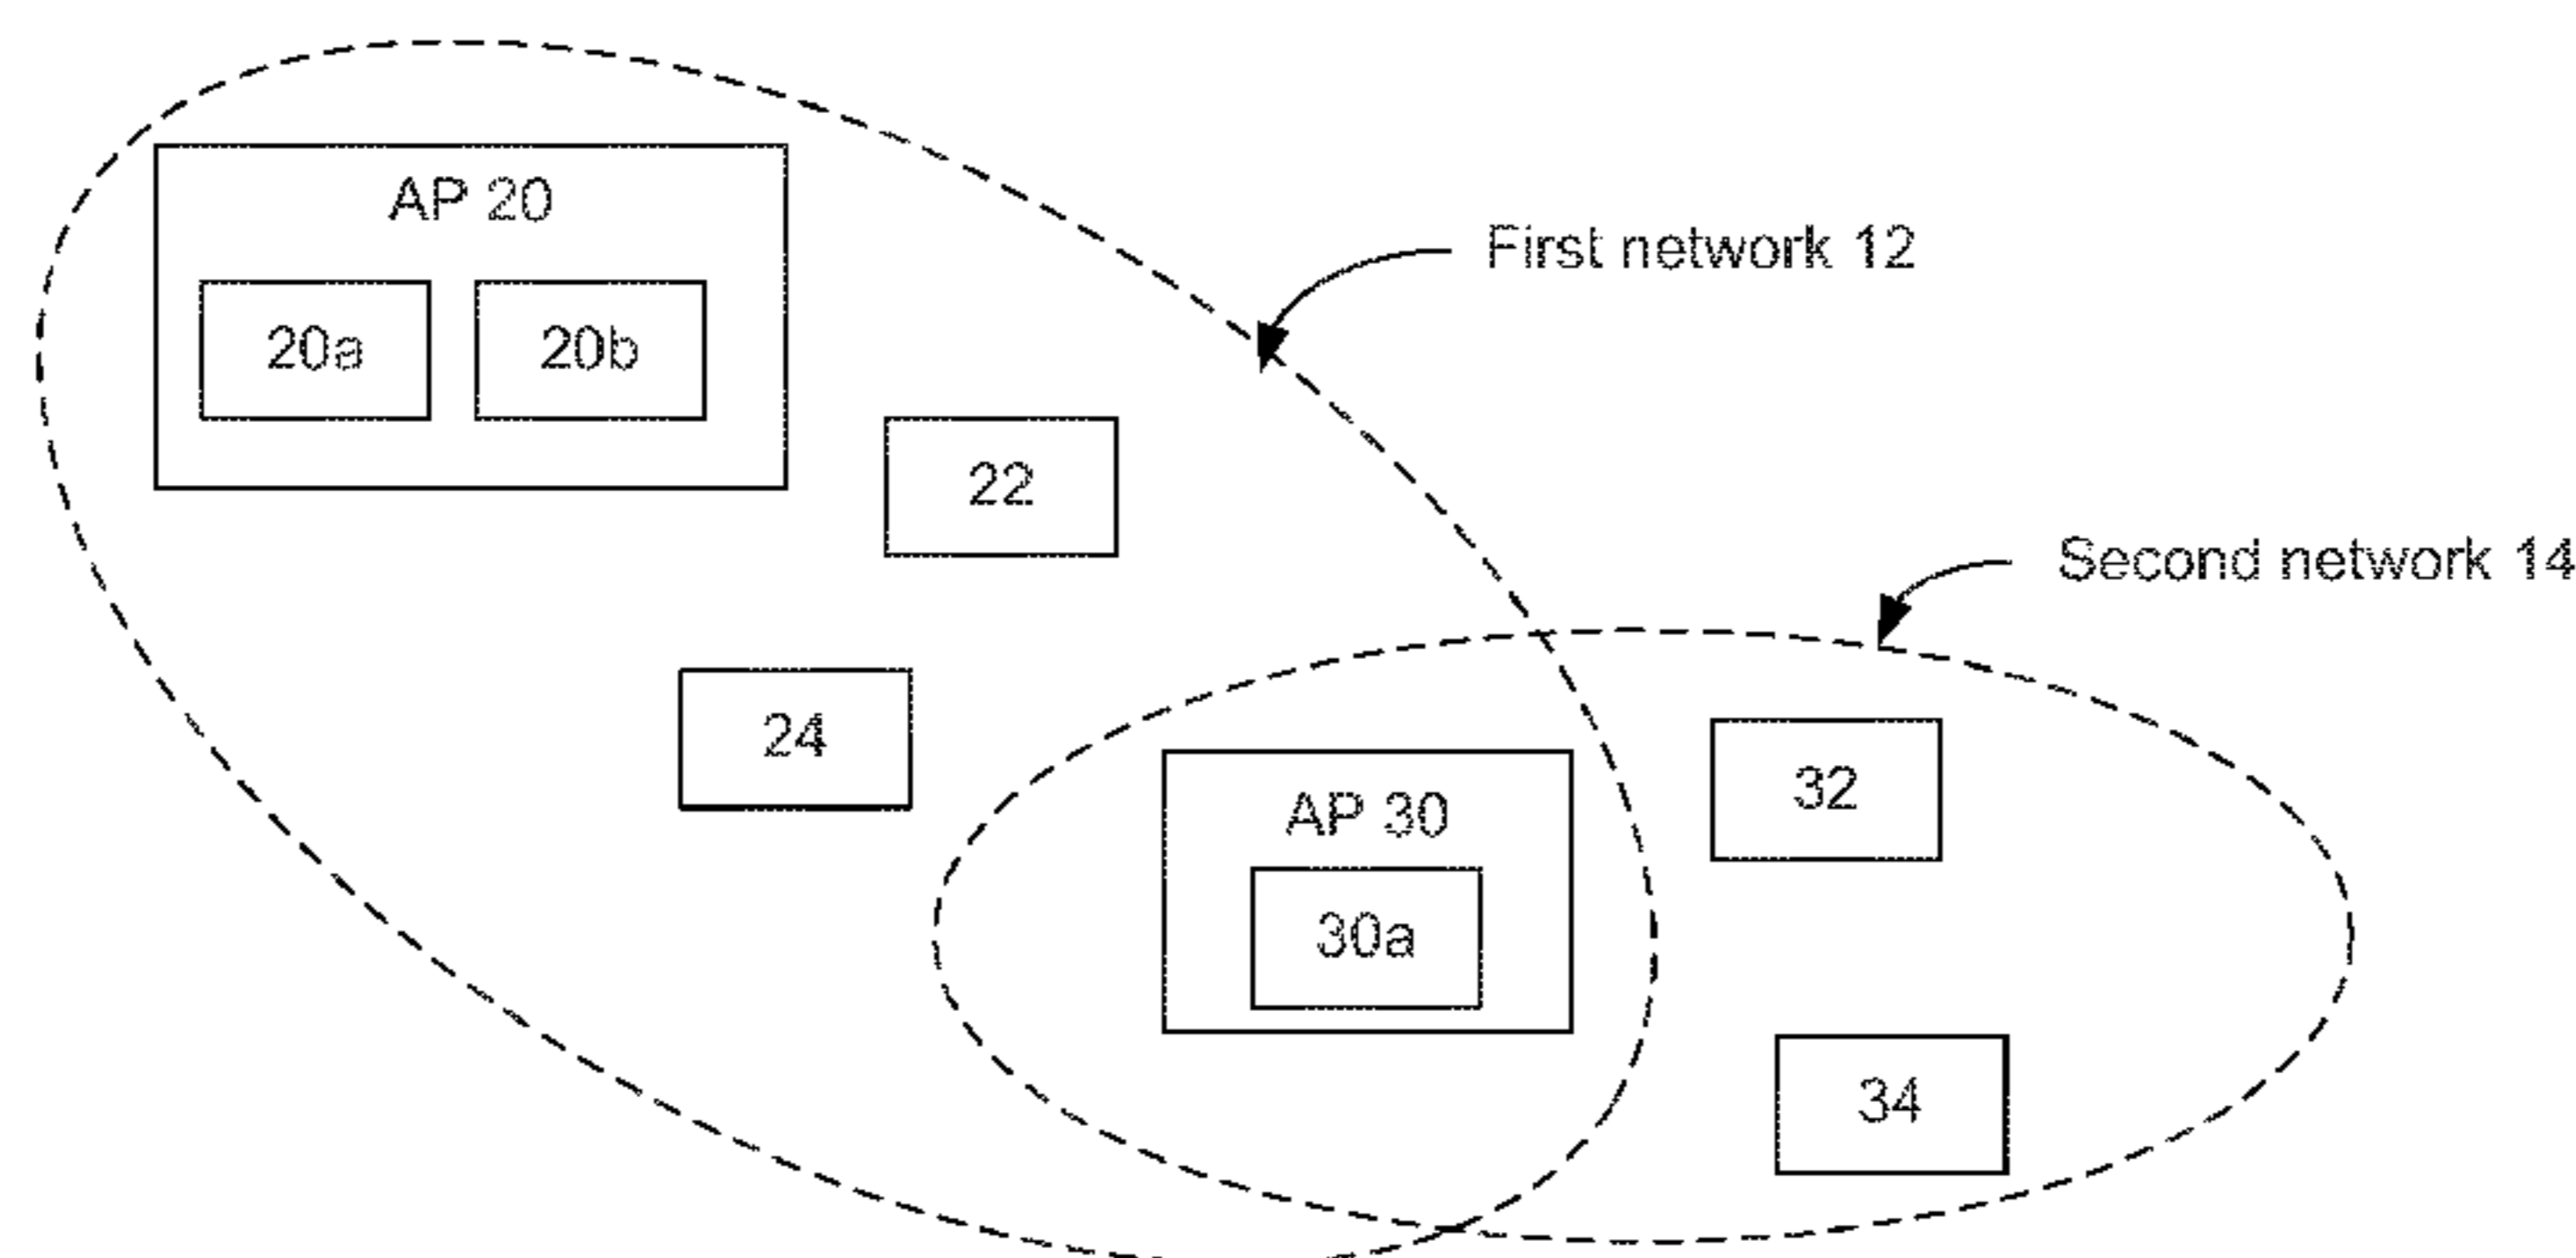 AP 20
First network 12
20a
20b
22
Second network 14
24
32
AP 30
30a
34